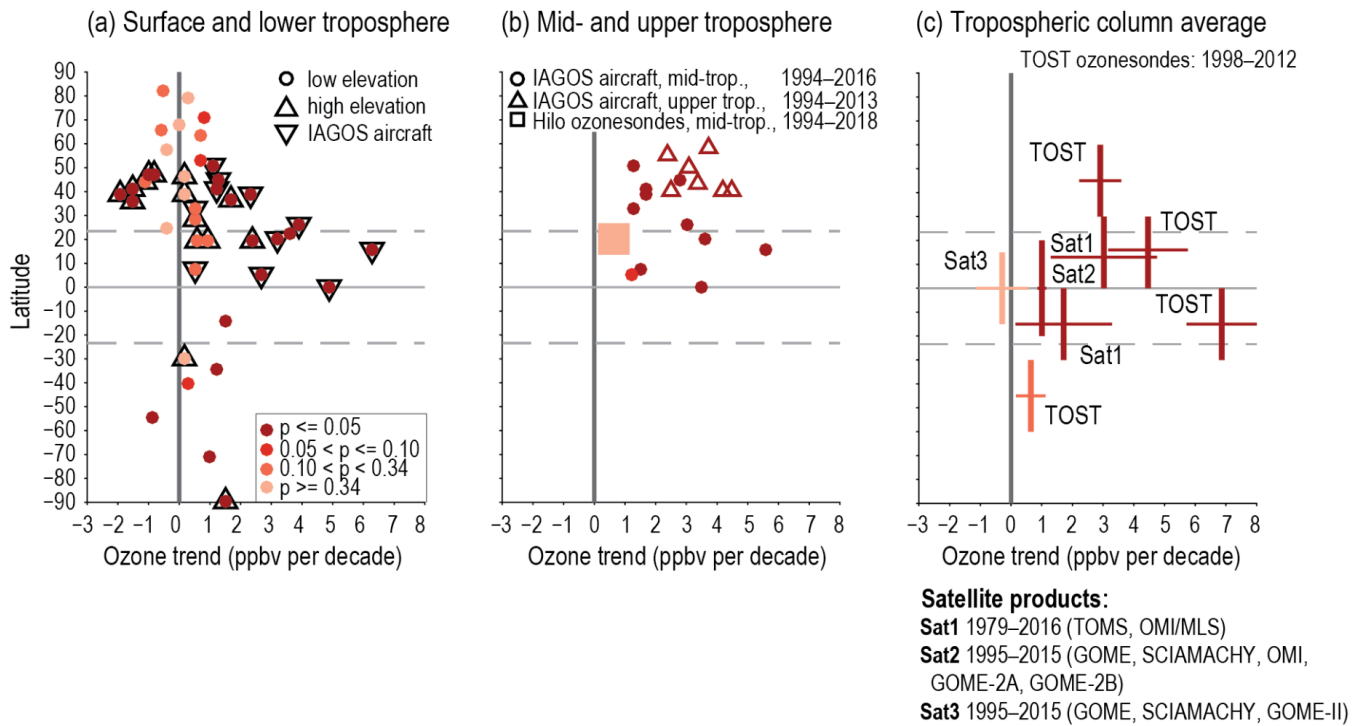 (a) Surface and lower troposphere
90
80
70
60
50
40
30
20
10
0
−10
−20
−30
−40
−50
−60
−70
−80
−90
Latitude
low elevation
high elevation
IAGOS aircraft
p <= 0.05
0.05 < p <= 0.10
0.10 < p < 0.34
p >= 0.34
−3 −2 −1 0 1 2 3 4 5 6 7 8
Ozone trend (ppbv per decade)
(b) Mid- and upper troposphere
IAGOS aircraft, mid-trop., 1994–2016
IAGOS aircraft, upper trop., 1994–2013
Hilo ozonesondes, mid-trop., 1994–2018
−3 −2 −1 0 1 2 3 4 5 6 7 8
Ozone trend (ppbv per decade)
(c) Tropospheric column average
TOST ozonesondes: 1998–2012
TOST
TOST
Sat1
Sat3
Sat2
TOST
Sat1
TOST
−3 −2 −1 0 1 2 3 4 5 6 7 8
Ozone trend (ppbv per decade)
Satellite products:
Sat1 1979–2016 (TOMS, OMI/MLS)
Sat2 1995–2015 (GOME, SCIAMACHY, OMI,
GOME-2A, GOME-2B)
Sat3 1995–2015 (GOME, SCIAMACHY, GOME-II)